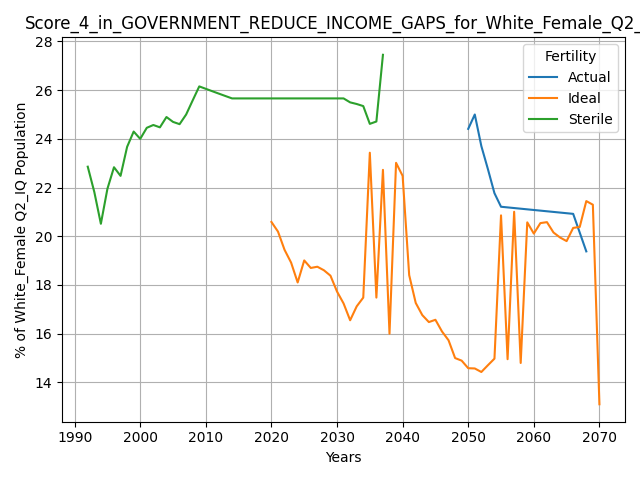 Score_4_in_GOVERNMENT_REDUCE_INCOME_GAPS_for_White_Female_Q2_
28
26
24
22
20
18
16
14
% of White_Female Q2_IQ Population
Fertility
Actual
Ideal
Sterile
1990 2000 2010 2020 2030 2040 2050 2060 2070
Years